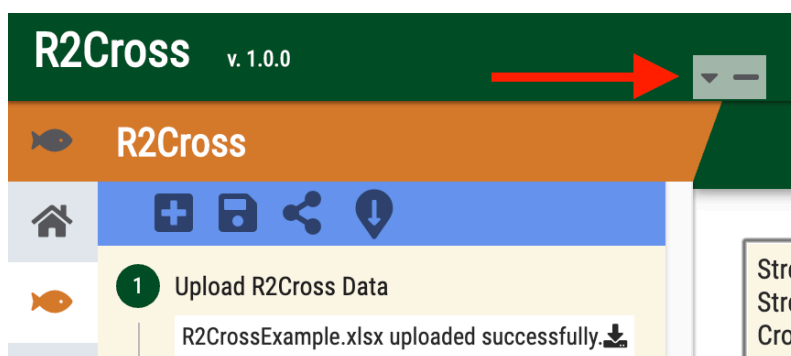 R2Cross v. 1.0.0
R2Cross
1 Upload R2Cross Data
R2CrossExample.xlsx uploaded successfully.